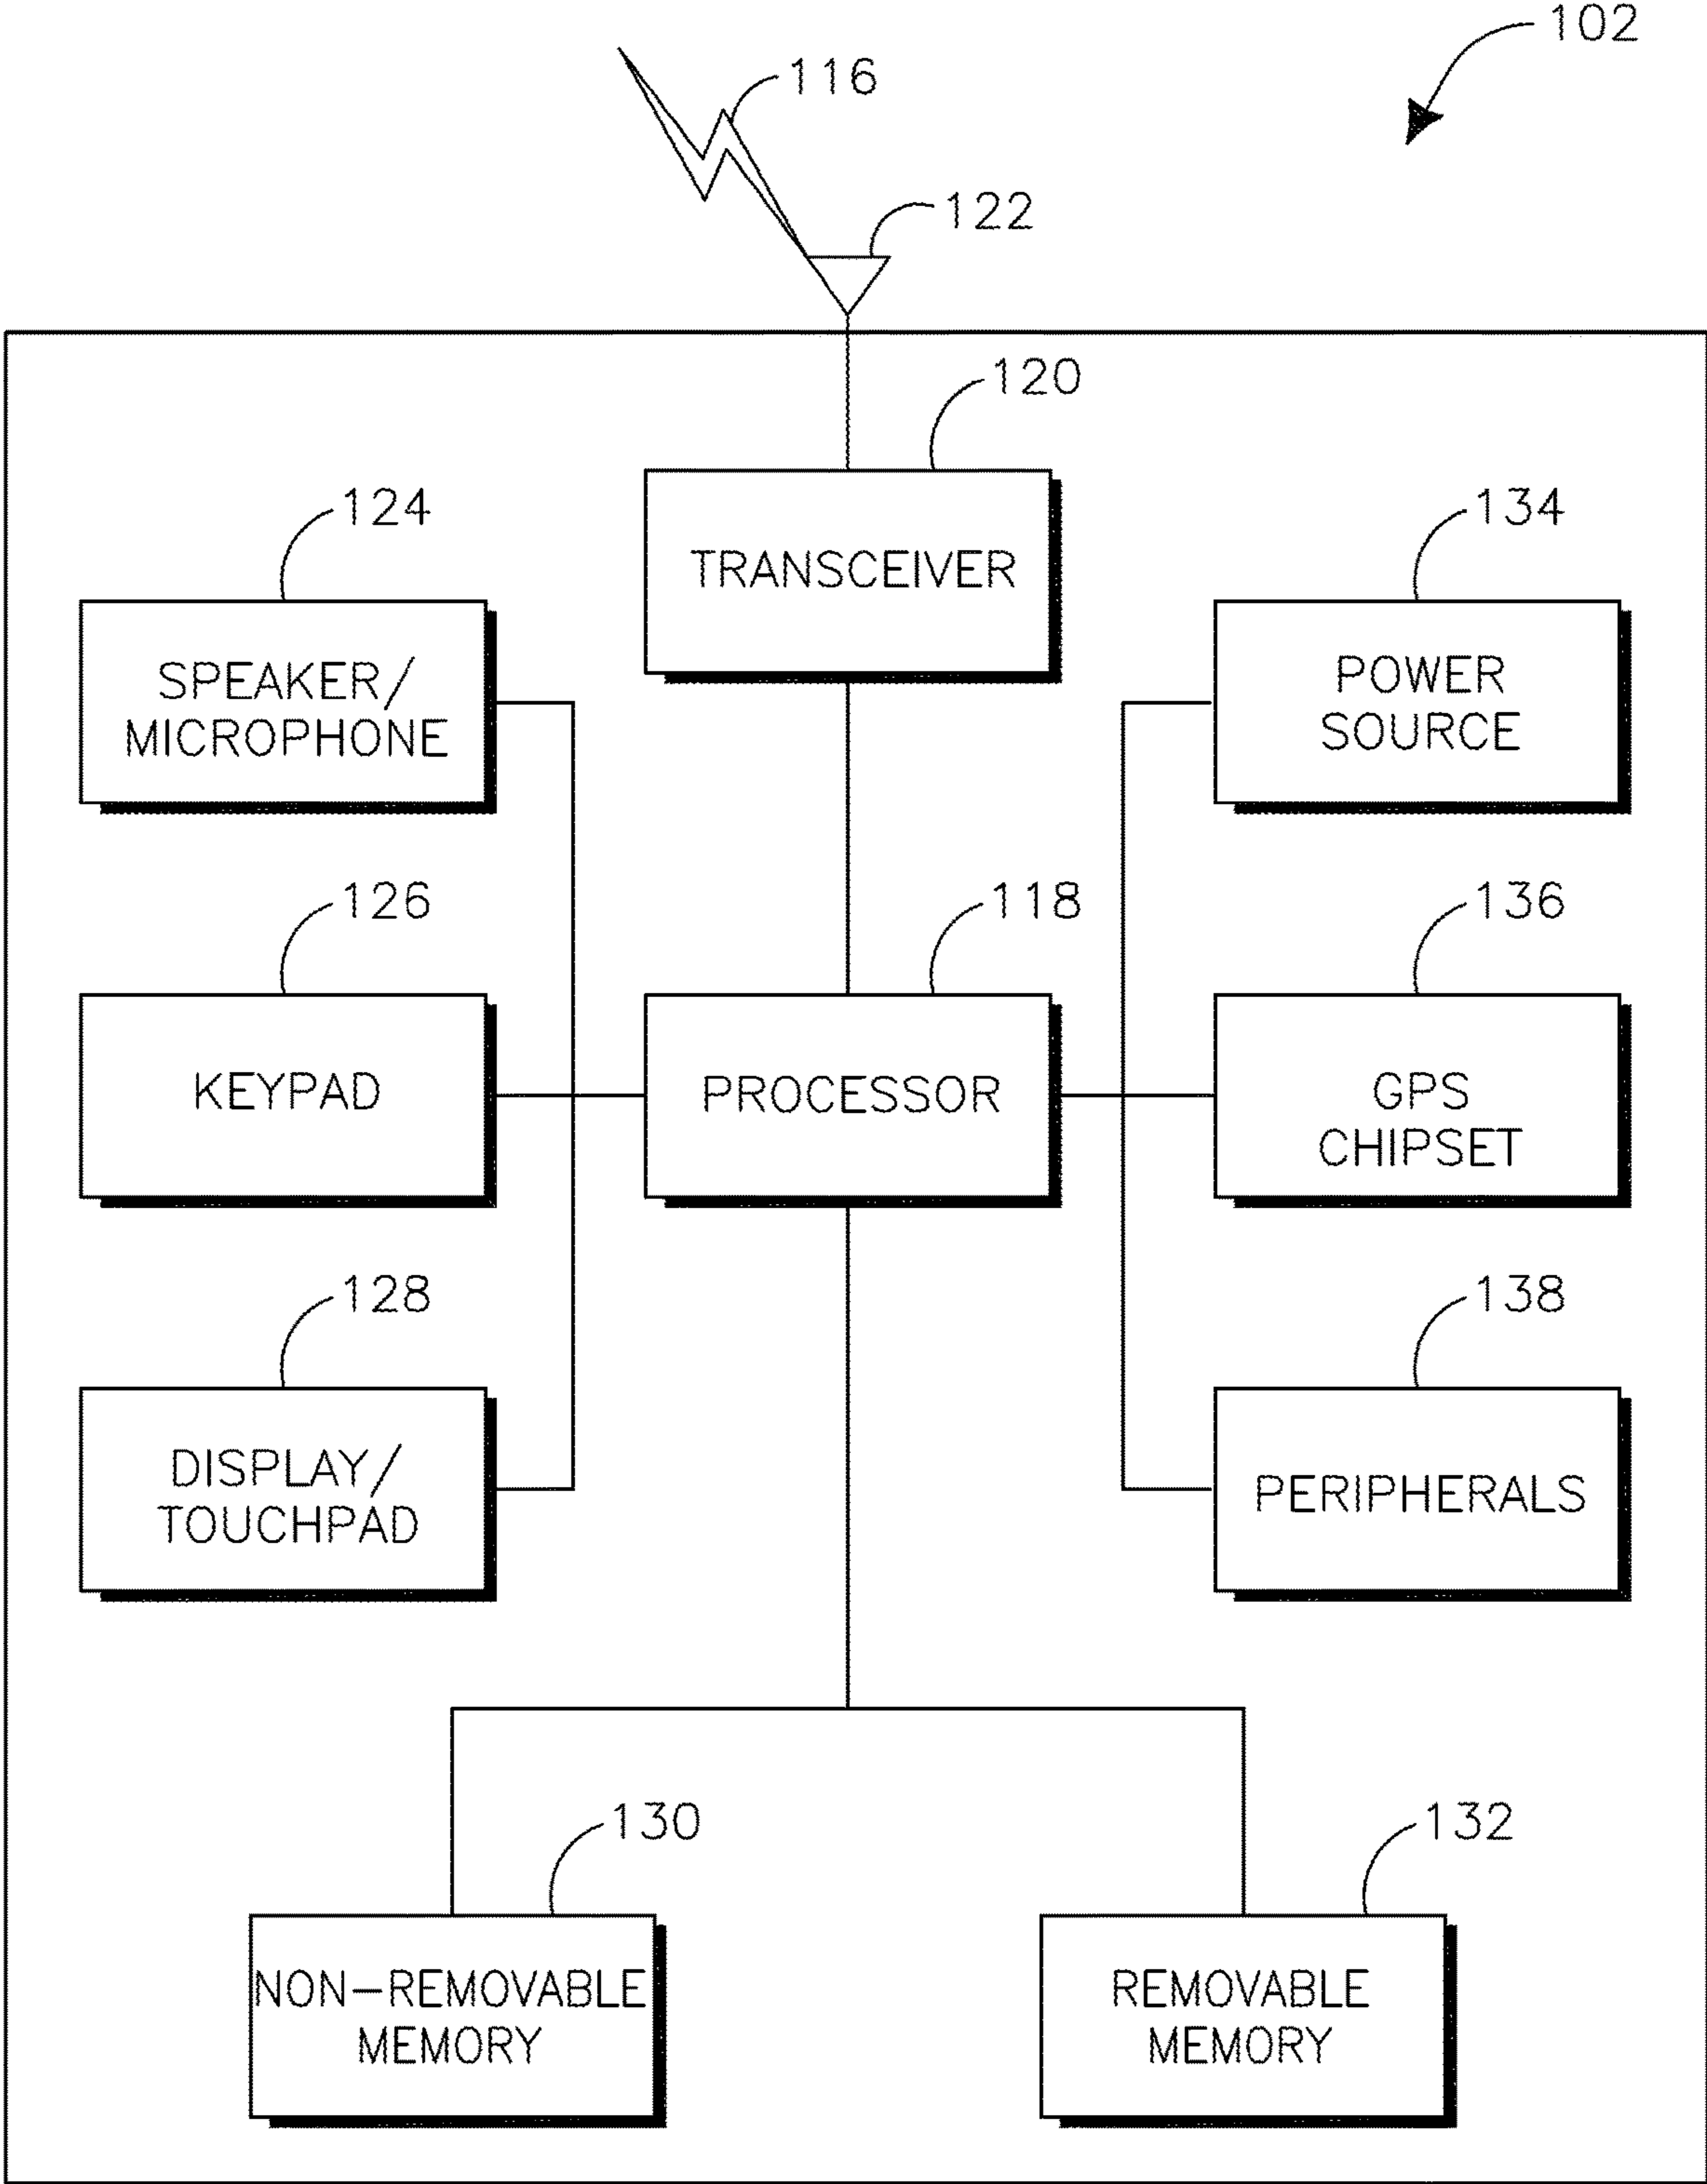 102
116
122
120
TRANSCEIVER
124
SPEAKER/
MICROPHONE
134
POWER
SOURCE
126
KEYPAD
118
PROCESSOR
136
GPS
CHIPSET
128
DISPLAY/
TOUCHPAD
138
PERIPHERALS
130
NON-REMOVABLE
MEMORY
132
REMOVABLE
MEMORY